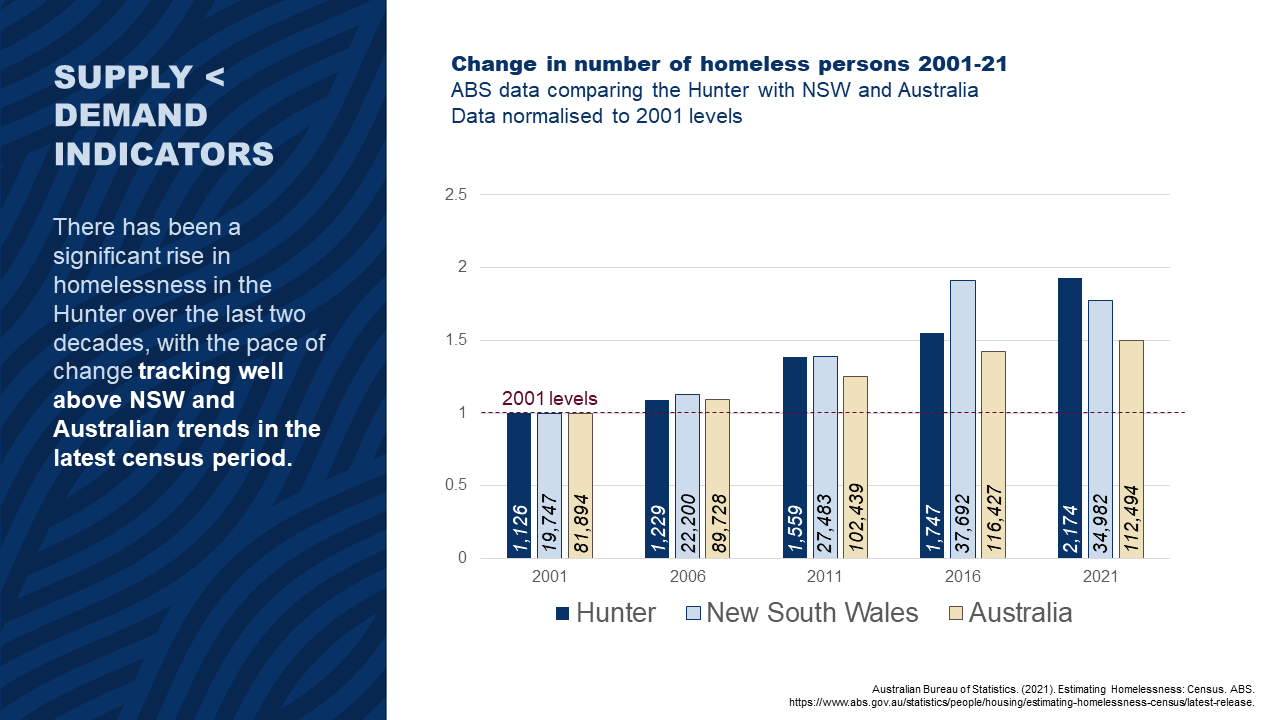 SUPPLY <
DEMAND
INDICATORS
There has been a
significant rise in
homelessness in the
Hunter over the last two
decades, with the pace of
change tracking well
above NSW and
Australian trends in the
latest census period.
Change in number of homeless persons 2001-21
ABS data comparing the Hunter with NSW and Australia
Data normalised to 2001 levels
2.5
2
1.5
2001 levels
1
0.5
0
1,126
19,747
81,894
1,229
22,200
89,728
1,559
27,483
102,439
1,747
37,692
116,427
2,174
34,982
112,494
2001 2006 2011 2016 2021
Hunter New South Wales Australia
Australian Bureau of Statistics. (2021). Estimating Homelessness: Census. ABS.
https://www.abs.gov.au/statistics/people/housing/estimating-homelessness-census/latest-release.